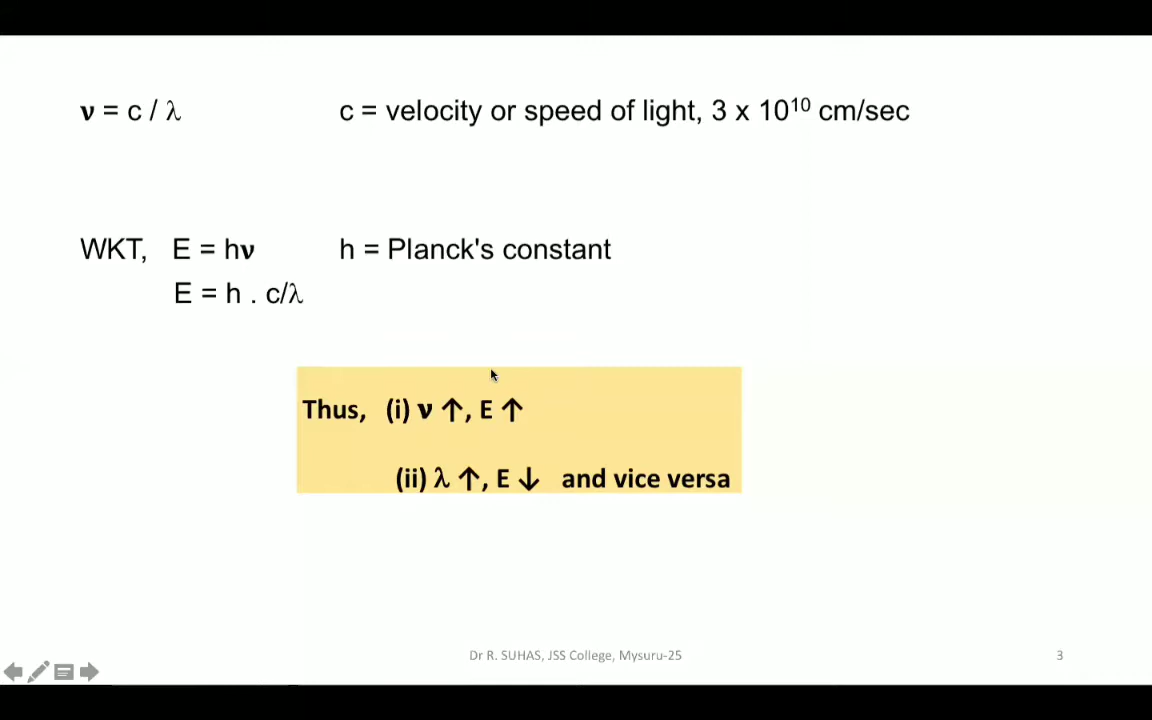 ν = c / λ c = velocity or speed of light, 3 x 10¹⁰ cm/sec
WKT, E = hν h = Planck's constant
E = h . c/λ
Thus, (i) ν ↑, E ↑
(ii) λ ↑, E ↓ and vice versa
Dr R. SUHAS, JSS College, Mysuru-25 3